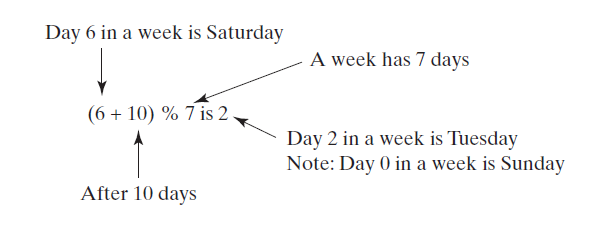 Day 6 in a week is Saturday
A week has 7 days
(6 + 10) % 7 is 2
Day 2 in a week is Tuesday
Note: Day 0 in a week is Sunday
After 10 days